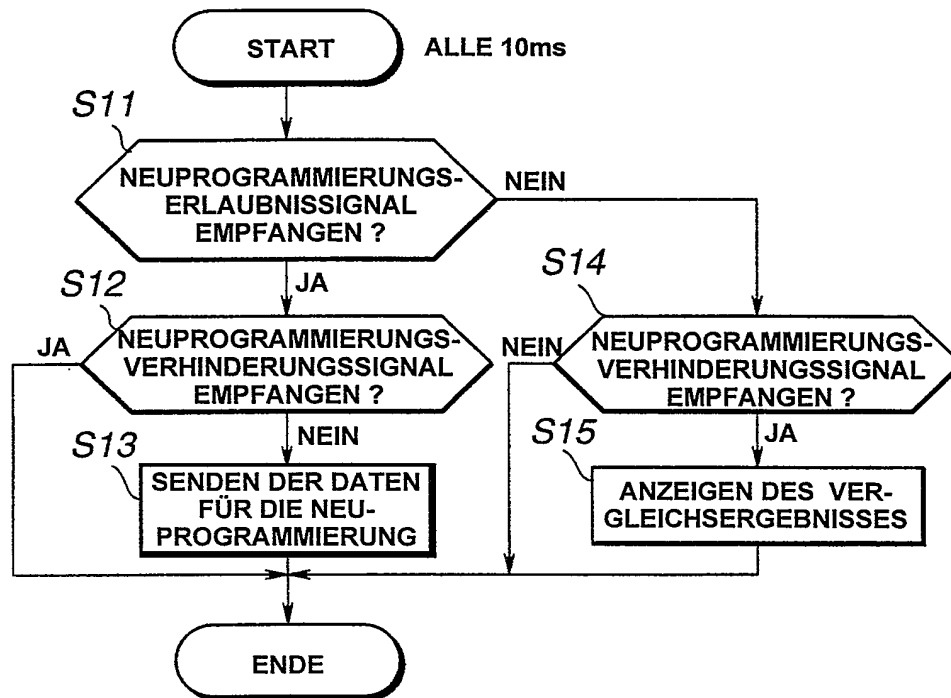 START
ALLE 10ms
S11
NEUPROGRAMMIERUNGS-
ERLAUBNISSIGNAL
EMPFANGEN ?
NEIN
JA
S12
NEUPROGRAMMIERUNGS-
VERHINDERUNGSSIGNAL
EMPFANGEN ?
JA
NEIN
S13
SENDEN DER DATEN
FÜR DIE NEU-
PROGRAMMIERUNG
S14
NEUPROGRAMMIERUNGS-
VERHINDERUNGSSIGNAL
EMPFANGEN ?
NEIN
JA
S15
ANZEIGEN DES VER-
GLEICHSERGEBNISSES
ENDE